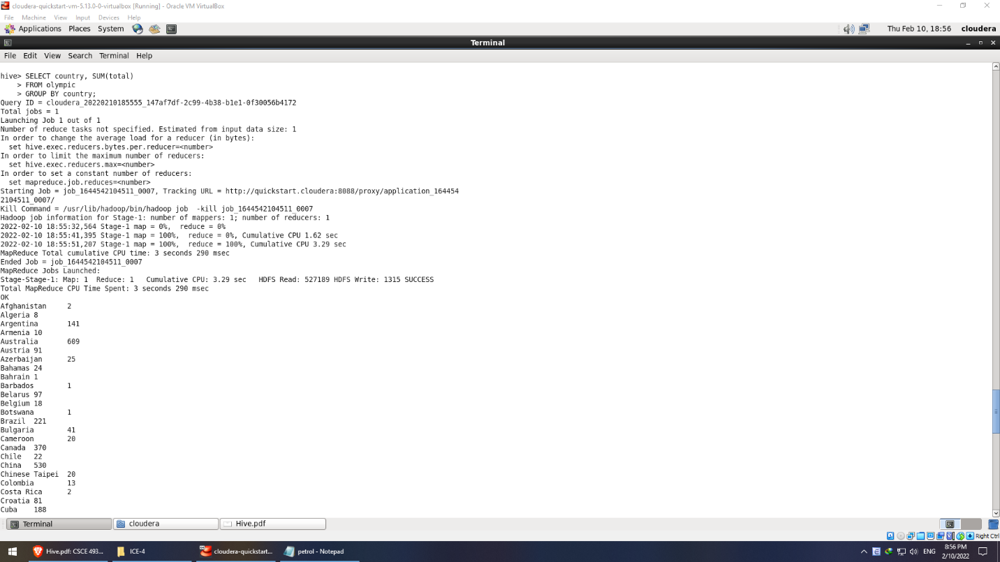 cloudera-quickstart-vm-5.13.0-0-virtualbox [Running] - Oracle VM VirtualBox
File Machine View Input Devices Help
Applications Places System Thu Feb 10, 18:56 cloudera
Terminal
File Edit View Search Terminal Help
hive> SELECT country, SUM(total)
    > FROM olympic
    > GROUP BY country;
Query ID = cloudera_20220210185555_147af7df-2c99-4b38-b1e1-0f30056b4172
Total jobs = 1
Launching Job 1 out of 1
Number of reduce tasks not specified. Estimated from input data size: 1
In order to change the average load for a reducer (in bytes):
  set hive.exec.reducers.bytes.per.reducer=<number>
In order to limit the maximum number of reducers:
  set hive.exec.reducers.max=<number>
In order to set a constant number of reducers:
  set mapreduce.job.reduces=<number>
Starting Job = job_1644542104511_0007, Tracking URL = http://quickstart.cloudera:8088/proxy/application_164454
2104511_0007/
Kill Command = /usr/lib/hadoop/bin/hadoop job  -kill job_1644542104511_0007
Hadoop job information for Stage-1: number of mappers: 1; number of reducers: 1
2022-02-10 18:55:32,564 Stage-1 map = 0%,  reduce = 0%
2022-02-10 18:55:41,395 Stage-1 map = 100%,  reduce = 0%, Cumulative CPU 1.62 sec
2022-02-10 18:55:51,207 Stage-1 map = 100%,  reduce = 100%, Cumulative CPU 3.29 sec
MapReduce Total cumulative CPU time: 3 seconds 290 msec
Ended Job = job_1644542104511_0007
MapReduce Jobs Launched:
Stage-Stage-1: Map: 1  Reduce: 1   Cumulative CPU: 3.29 sec   HDFS Read: 527189 HDFS Write: 1315 SUCCESS
Total MapReduce CPU Time Spent: 3 seconds 290 msec
OK
Afghanistan 2
Algeria 8
Argentina 141
Armenia 10
Australia 609
Austria 91
Azerbaijan 25
Bahamas 24
Bahrain 1
Barbados 1
Belarus 97
Belgium 18
Botswana 1
Brazil 221
Bulgaria 41
Cameroon 20
Canada 370
Chile 22
China 530
Chinese Taipei 20
Colombia 13
Costa Rica 2
Croatia 81
Cuba 188
Terminal cloudera Hive.pdf
Right Ctrl
Hive.pdf: CSCE 493... ICE-4 cloudera-quickstart... petrol - Notepad ENG 8:56 PM
2/10/2022